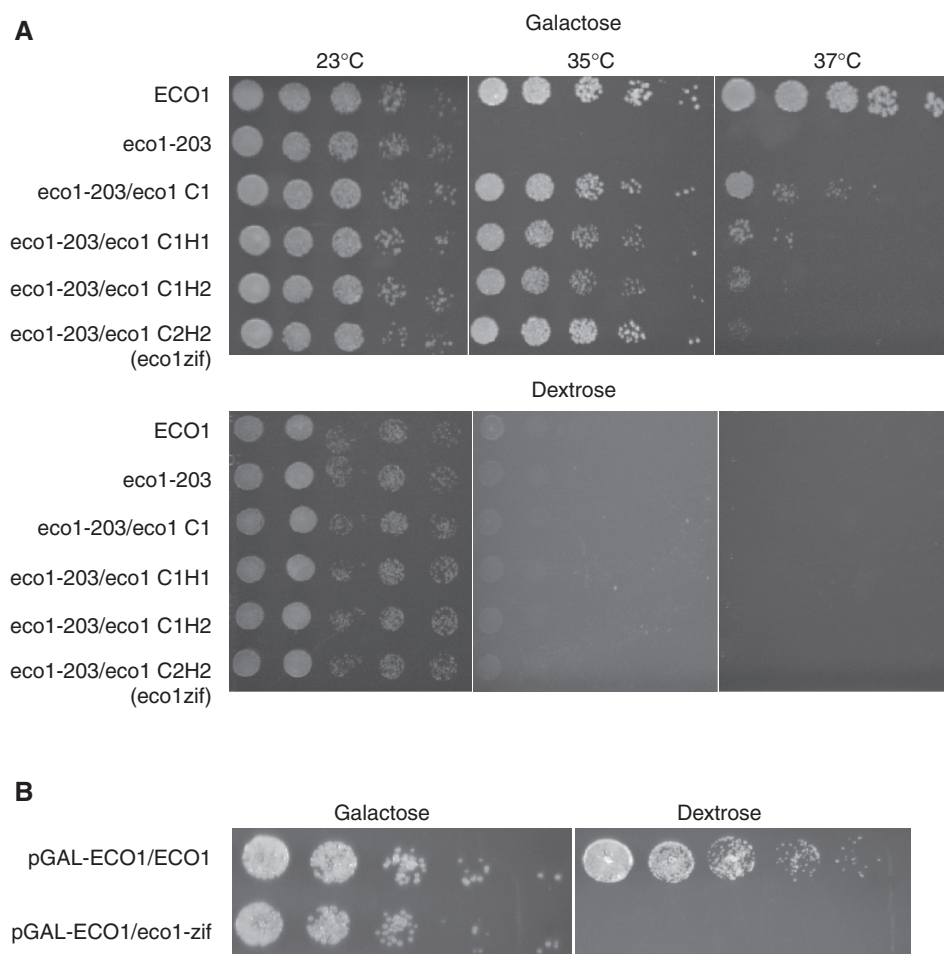 A
Galactose
23°C 35°C 37°C
ECO1
eco1-203
eco1-203/eco1 C1
eco1-203/eco1 C1H1
eco1-203/eco1 C1H2
eco1-203/eco1 C2H2
(eco1zif)
Dextrose
ECO1
eco1-203
eco1-203/eco1 C1
eco1-203/eco1 C1H1
eco1-203/eco1 C1H2
eco1-203/eco1 C2H2
(eco1zif)
B
Galactose Dextrose
pGAL-ECO1/ECO1
pGAL-ECO1/eco1-zif